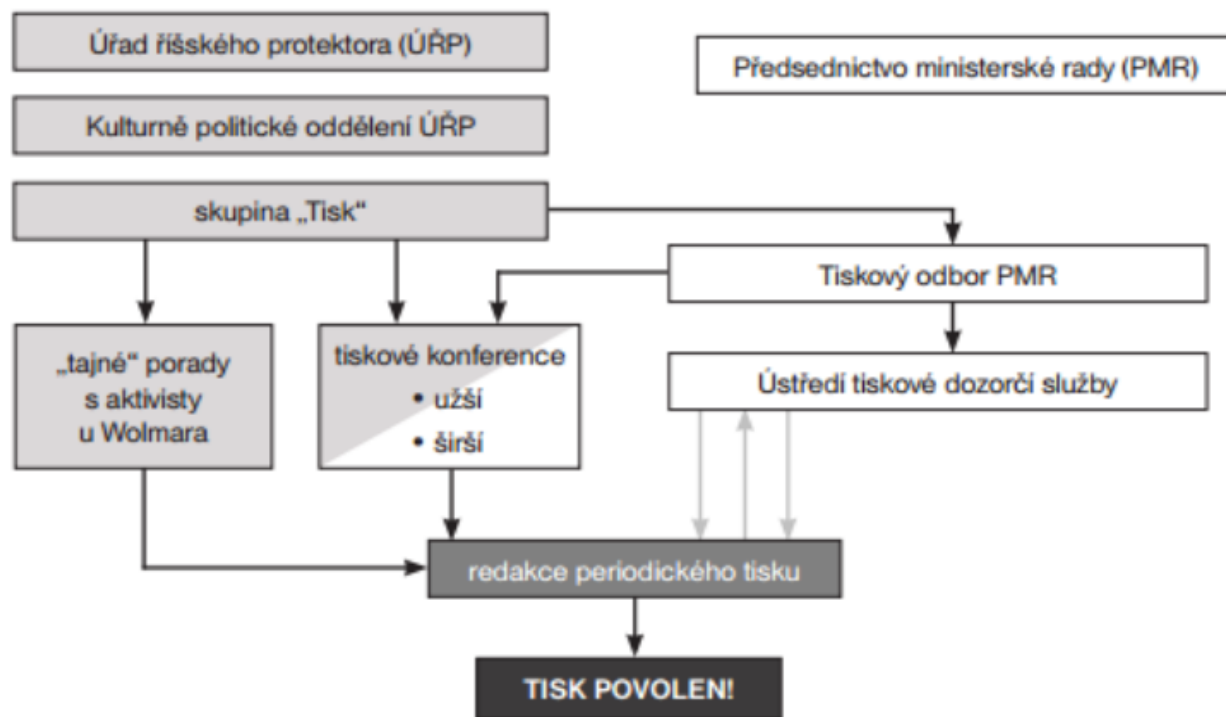 Úřad říšského protektora (ÚŘP)
Předsednictvo ministerské rady (PMR)
Kulturně politické oddělení ÚŘP
skupina „Tisk“
Tiskový odbor PMR
„tajné“ porady
s aktivisty
u Wolmara
tiskové konference
• užší
• širší
Ústředí tiskové dozorčí služby
redakce periodického tisku
TISK POVOLEN!